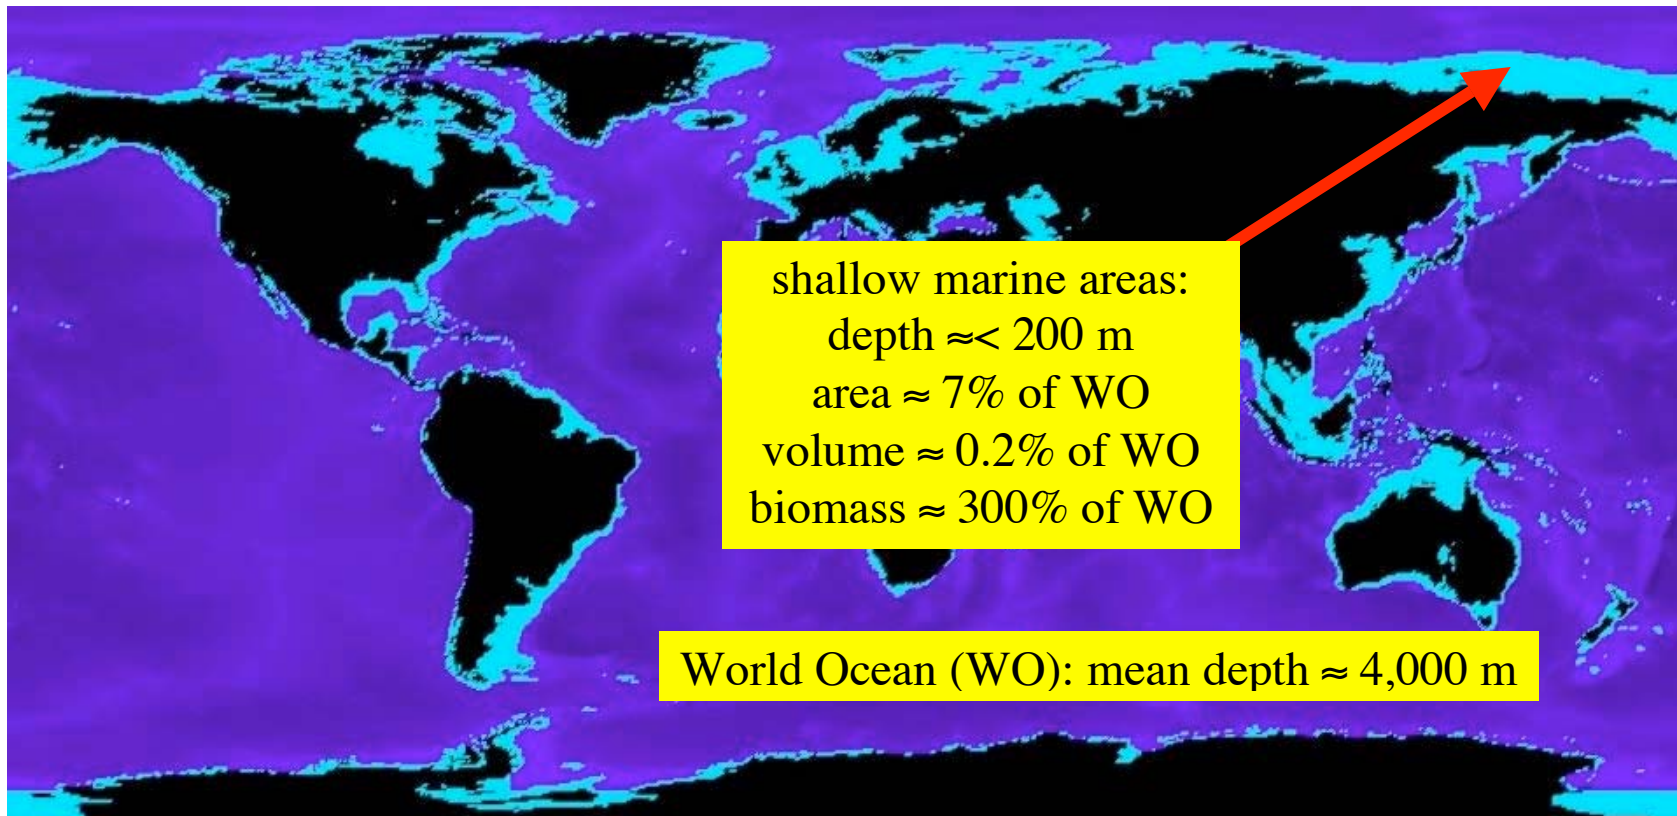 shallow marine areas:
depth ≈< 200 m
area ≈ 7% of WO
volume ≈ 0.2% of WO
biomass ≈ 300% of WO
World Ocean (WO): mean depth ≈ 4,000 m